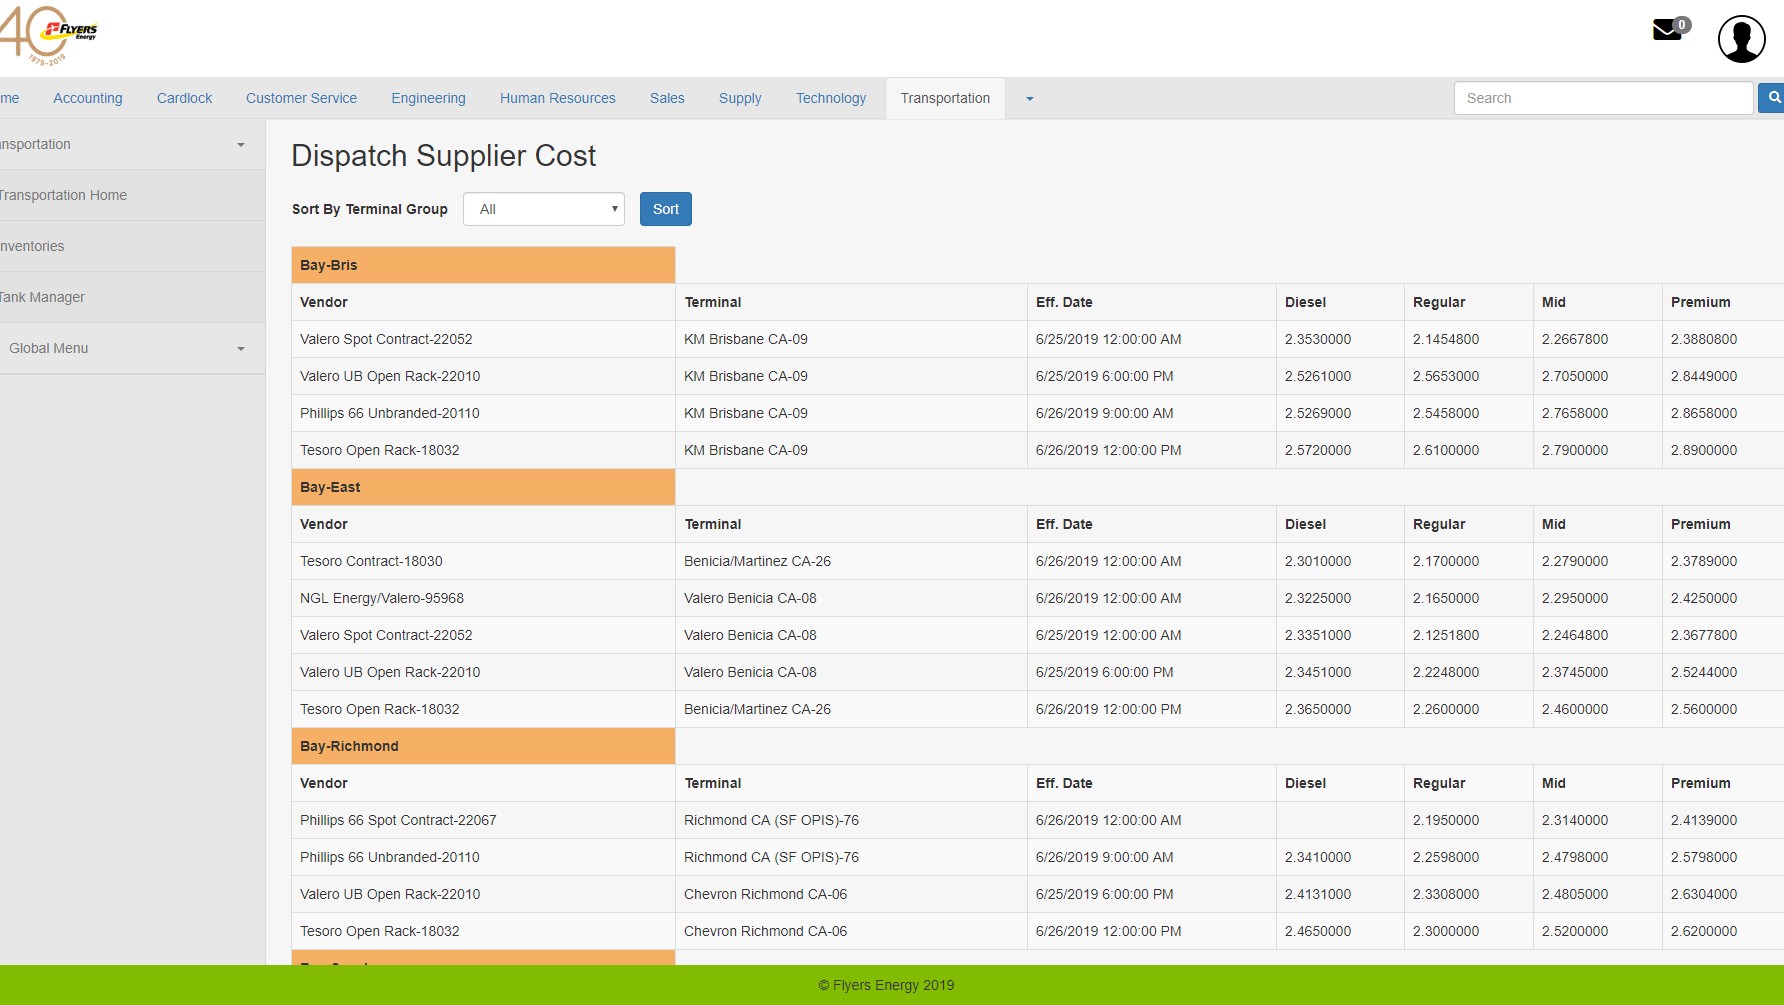 40 FLYERS Energy
1979-2019
0
me Accounting Cardlock Customer Service Engineering Human Resources Sales Supply Technology Transportation Search
nsportation
Transportation Home
nventories
Tank Manager
Global Menu
Dispatch Supplier Cost
Sort By Terminal Group All Sort
Bay-Bris
Vendor Terminal Eff. Date Diesel Regular Mid Premium
Valero Spot Contract-22052 KM Brisbane CA-09 6/25/2019 12:00:00 AM 2.3530000 2.1454800 2.2667800 2.3880800
Valero UB Open Rack-22010 KM Brisbane CA-09 6/25/2019 6:00:00 PM 2.5261000 2.5653000 2.7050000 2.8449000
Phillips 66 Unbranded-20110 KM Brisbane CA-09 6/26/2019 9:00:00 AM 2.5269000 2.5458000 2.7658000 2.8658000
Tesoro Open Rack-18032 KM Brisbane CA-09 6/26/2019 12:00:00 PM 2.5720000 2.6100000 2.7900000 2.8900000
Bay-East
Vendor Terminal Eff. Date Diesel Regular Mid Premium
Tesoro Contract-18030 Benicia/Martinez CA-26 6/26/2019 12:00:00 AM 2.3010000 2.1700000 2.2790000 2.3789000
NGL Energy/Valero-95968 Valero Benicia CA-08 6/26/2019 12:00:00 AM 2.3225000 2.1650000 2.2950000 2.4250000
Valero Spot Contract-22052 Valero Benicia CA-08 6/25/2019 12:00:00 AM 2.3351000 2.1251800 2.2464800 2.3677800
Valero UB Open Rack-22010 Valero Benicia CA-08 6/25/2019 6:00:00 PM 2.3451000 2.2248000 2.3745000 2.5244000
Tesoro Open Rack-18032 Benicia/Martinez CA-26 6/26/2019 12:00:00 PM 2.3650000 2.2600000 2.4600000 2.5600000
Bay-Richmond
Vendor Terminal Eff. Date Diesel Regular Mid Premium
Phillips 66 Spot Contract-22067 Richmond CA (SF OPIS)-76 6/26/2019 12:00:00 AM 2.1950000 2.3140000 2.4139000
Phillips 66 Unbranded-20110 Richmond CA (SF OPIS)-76 6/26/2019 9:00:00 AM 2.3410000 2.2598000 2.4798000 2.5798000
Valero UB Open Rack-22010 Chevron Richmond CA-06 6/25/2019 6:00:00 PM 2.4131000 2.3308000 2.4805000 2.6304000
Tesoro Open Rack-18032 Chevron Richmond CA-06 6/26/2019 12:00:00 PM 2.4650000 2.3000000 2.5200000 2.6200000
© Flyers Energy 2019